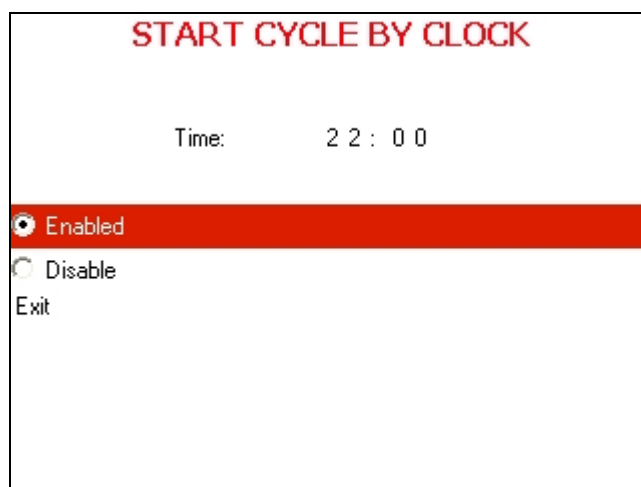 START CYCLE BY CLOCK
Time: 22:00
Enabled
Disable
Exit